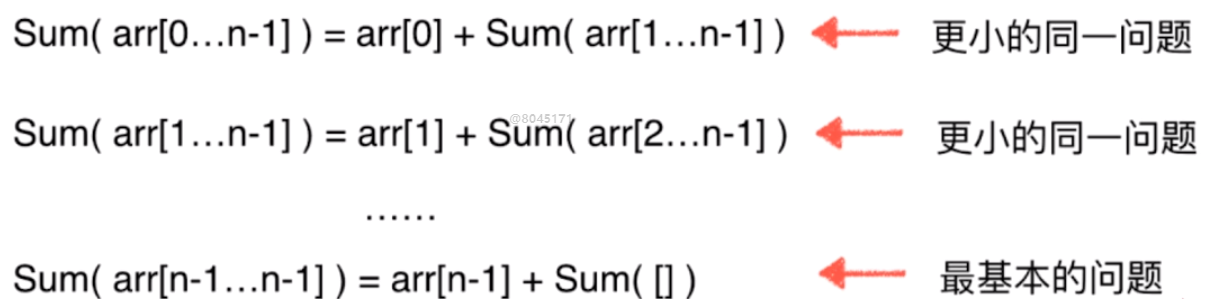 Sum( arr[0…n-1] ) = arr[0] + Sum( arr[1…n-1] ) 更小的同一问题
@8045171
Sum( arr[1…n-1] ) = arr[1] + Sum( arr[2…n-1] ) 更小的同一问题
……
Sum( arr[n-1…n-1] ) = arr[n-1] + Sum( [] ) 最基本的问题